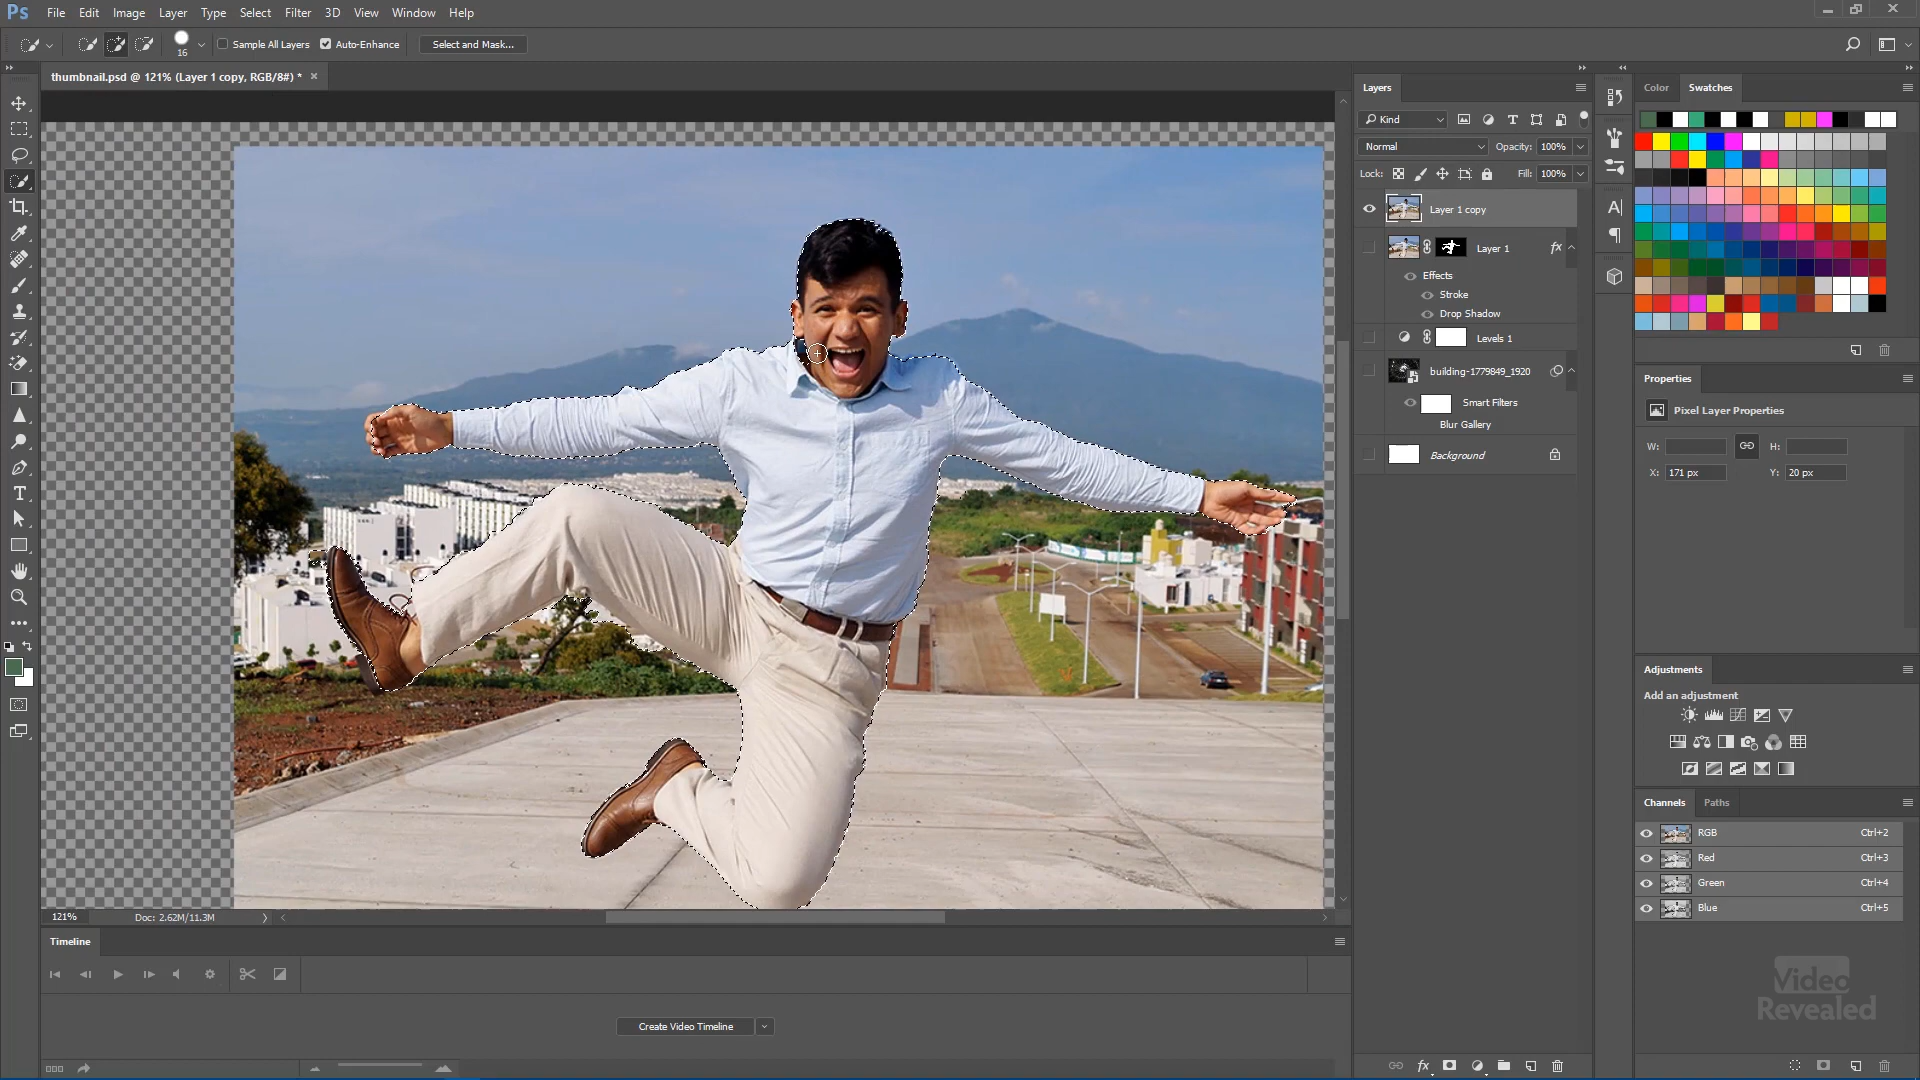 Ps File Edit Image Layer Type Select Filter 3D View Window Help
16 Sample All Layers Auto-Enhance Select and Mask...
thumbnail.psd @ 121% (Layer 1 copy, RGB/8#) * ×
Layers
Kind
Normal Opacity: 100%
Lock: Fill: 100%
Layer 1 copy
Layer 1 fx
Effects
Stroke
Drop Shadow
Levels 1
building-1779849_1920
Smart Filters
Blur Gallery
Background
Color Swatches
Properties
Pixel Layer Properties
W: H:
X: 171 px Y: 20 px
Adjustments
Add an adjustment
Channels Paths
RGB Ctrl+2
Red Ctrl+3
Green Ctrl+4
Blue Ctrl+5
121% Doc: 2.62M/11.3M
Timeline
Create Video Timeline
fx
Video
Revealed